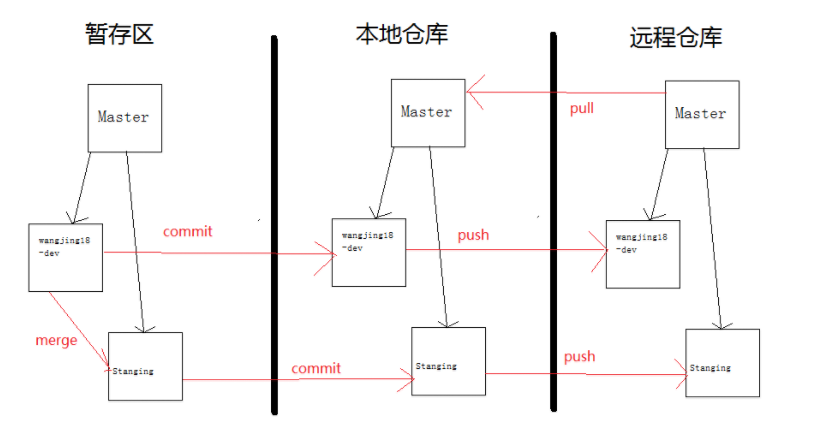 暂存区
本地仓库
远程仓库
Master
Master
pull
Master
wangjing18
-dev
commit
wangjing18
-dev
push
wangjing18
-dev
merge
Stanging
commit
Stanging
push
Stanging